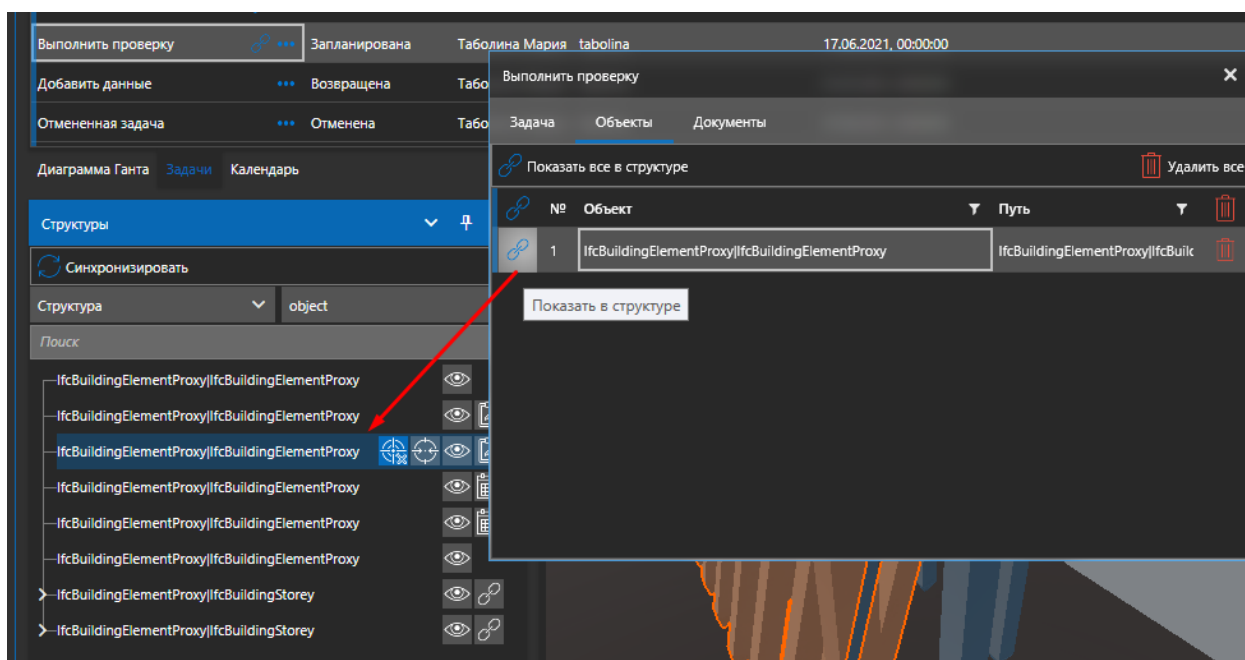 Выполнить проверку ••• Запланирована Таболина Мария tabolina 17.06.2021, 00:00:00
Добавить данные ••• Возвращена Табо
Отмененная задача ••• Отменена Табо
Диаграмма Ганта Задачи Календарь
Структуры
Синхронизировать
Структура object
Поиск
IfcBuildingElementProxy|IfcBuildingElementProxy
IfcBuildingElementProxy|IfcBuildingElementProxy
IfcBuildingElementProxy|IfcBuildingElementProxy
IfcBuildingElementProxy|IfcBuildingElementProxy
IfcBuildingElementProxy|IfcBuildingElementProxy
IfcBuildingElementProxy|IfcBuildingElementProxy
IfcBuildingElementProxy|IfcBuildingStorey
IfcBuildingElementProxy|IfcBuildingStorey
Выполнить проверку
Задача Объекты Документы
Показать все в структуре Удалить все
№ Объект Путь
1 IfcBuildingElementProxy|IfcBuildingElementProxy IfcBuildingElementProxy|IfcBuilc
Показать в структуре